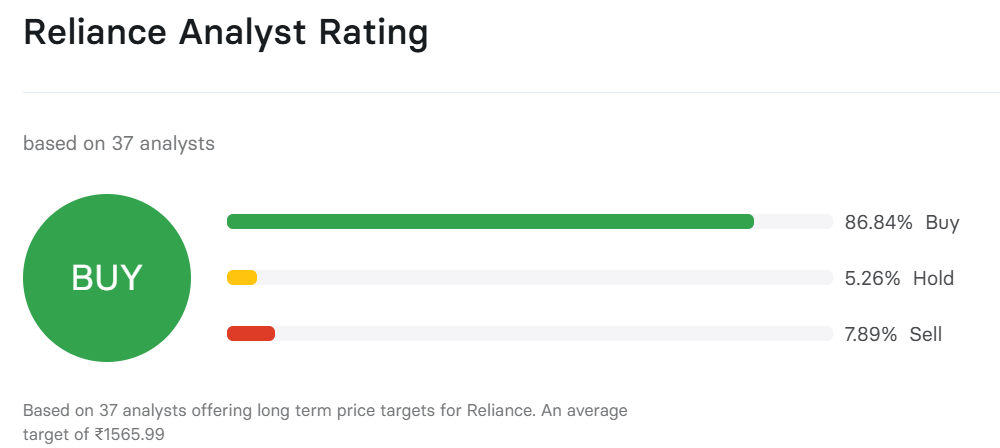 Reliance Analyst Rating
based on 37 analysts
BUY
86.84% Buy
5.26% Hold
7.89% Sell
Based on 37 analysts offering long term price targets for Reliance. An average
target of ₹1565.99